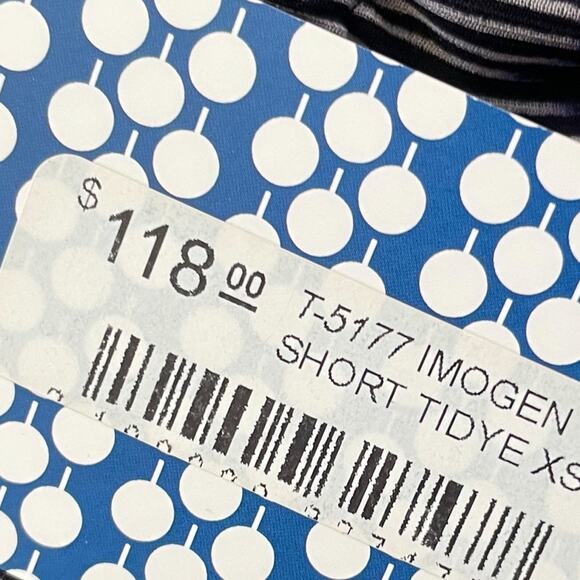 $118.00
T-5177 IMOGEN
SHORT TIDYE XS